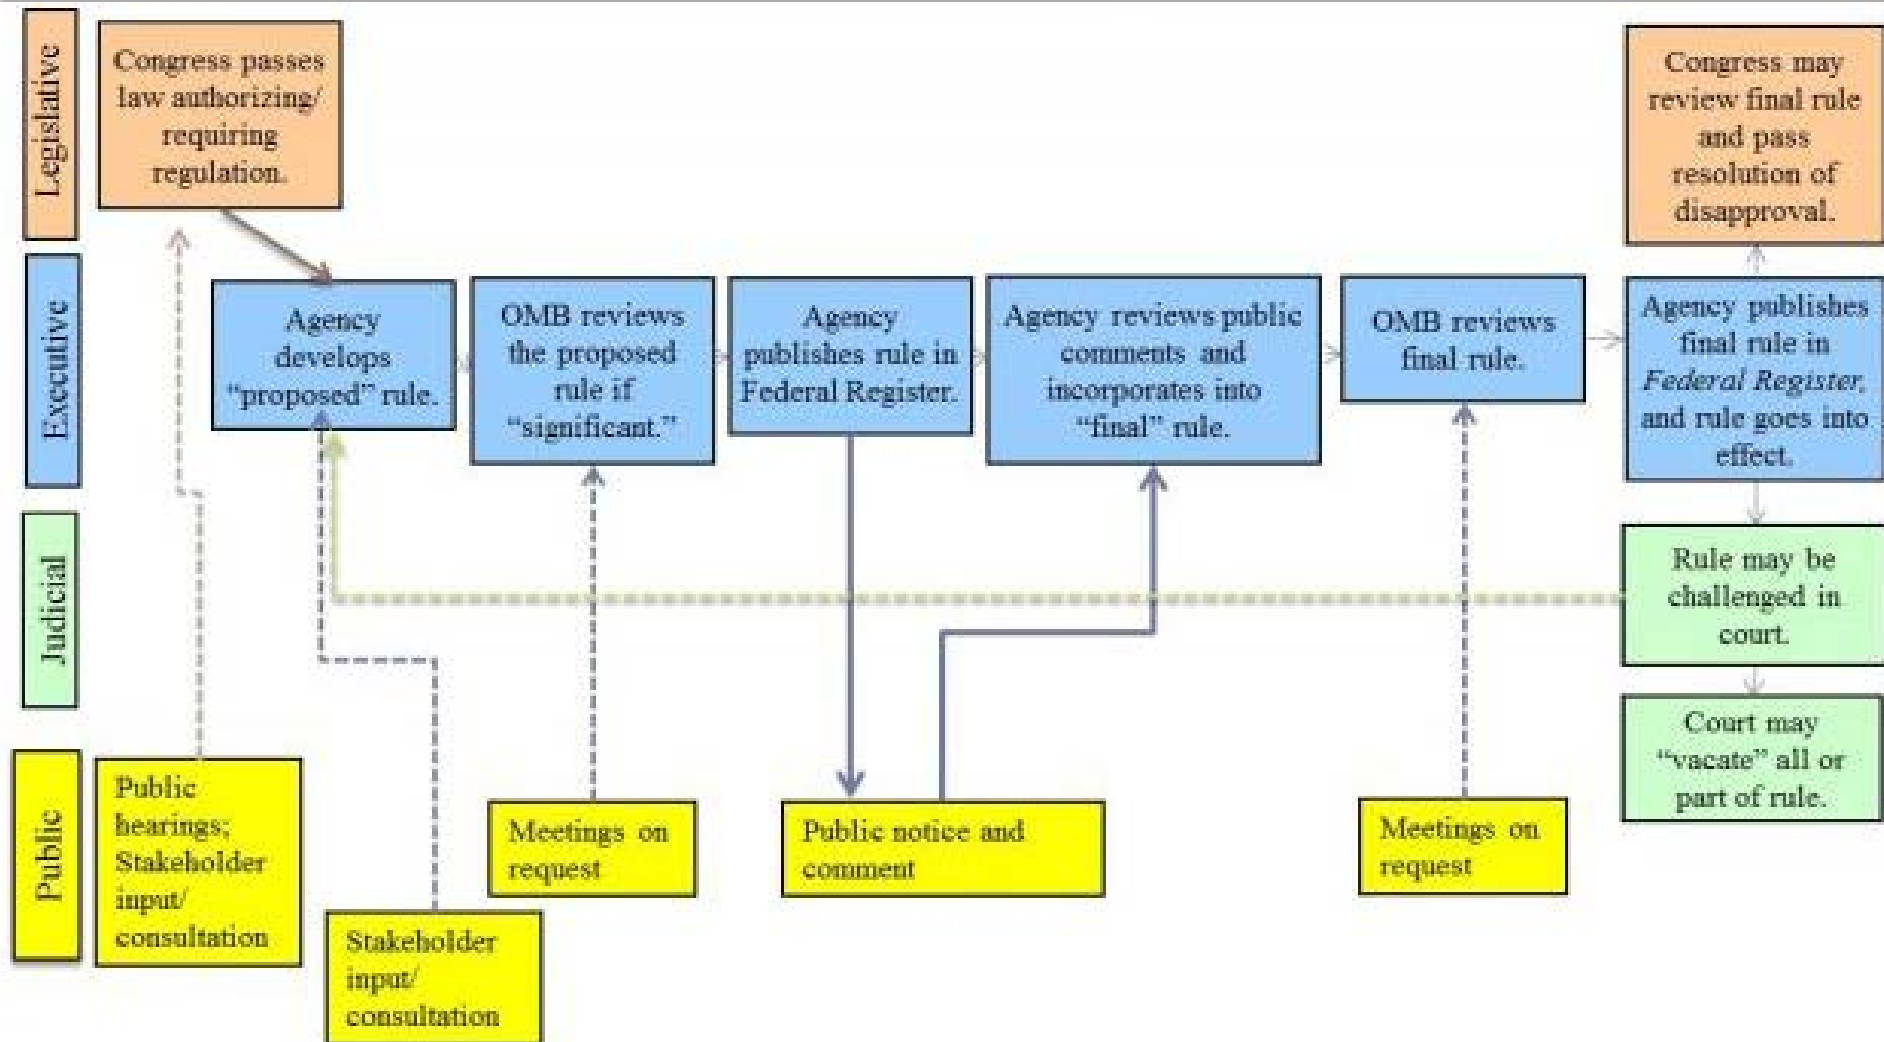 Legislative
Congress passes
law authorizing/
requiring
regulation.
Congress may
review final rule
and pass
resolution of
disapproval.
Executive
Agency
develops
“proposed” rule.
OMB reviews
the proposed
rule if
“significant.”
Agency
publishes rule in
Federal Register.
Agency reviews public
comments and
incorporates into
“final” rule.
OMB reviews
final rule.
Agency publishes
final rule in
Federal Register,
and rule goes into
effect.
Judicial
Rule may be
challenged in
court.
Court may
“vacate” all or
part of rule.
Public
Public
hearings;
Stakeholder
input/
consultation
Stakeholder
input/
consultation
Meetings on
request
Public notice and
comment
Meetings on
request